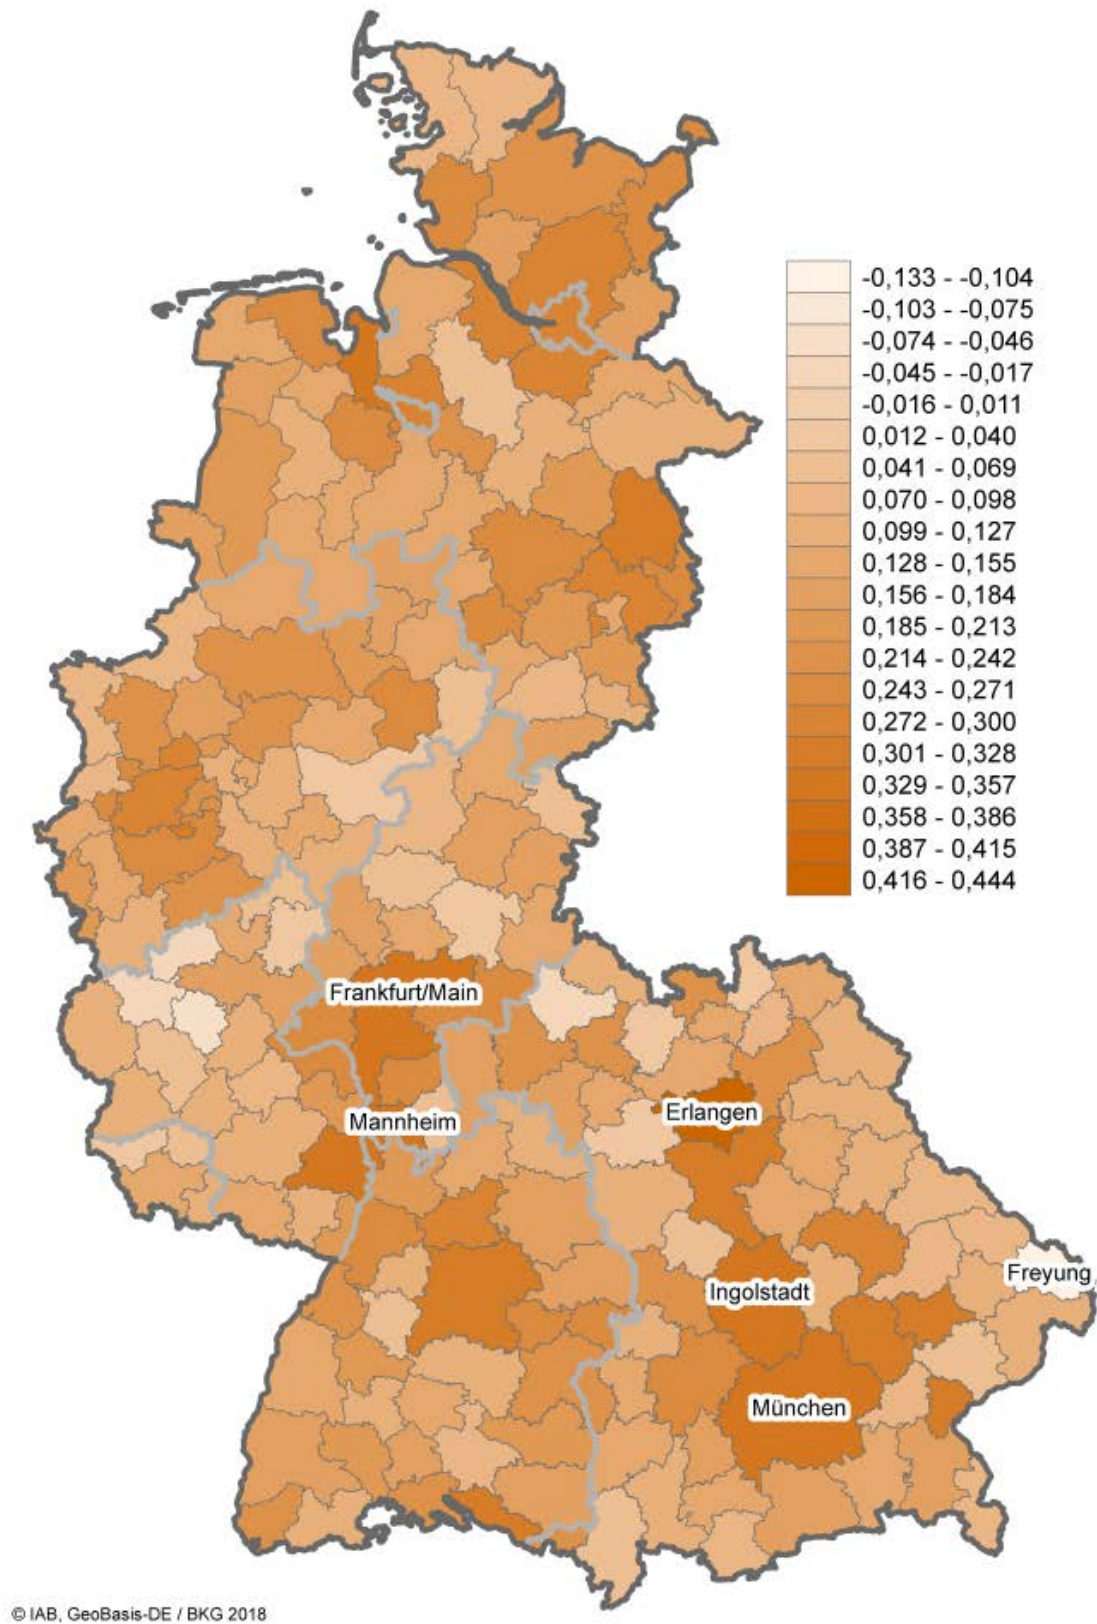 -0,133 - -0,104
-0,103 - -0,075
-0,074 - -0,046
-0,045 - -0,017
-0,016 - 0,011
0,012 - 0,040
0,041 - 0,069
0,070 - 0,098
0,099 - 0,127
0,128 - 0,155
0,156 - 0,184
0,185 - 0,213
0,214 - 0,242
0,243 - 0,271
0,272 - 0,300
0,301 - 0,328
0,329 - 0,357
0,358 - 0,386
0,387 - 0,415
0,416 - 0,444
Frankfurt/Main
Mannheim
Erlangen
Freyung
Ingolstadt
München
© IAB, GeoBasis-DE / BKG 2018